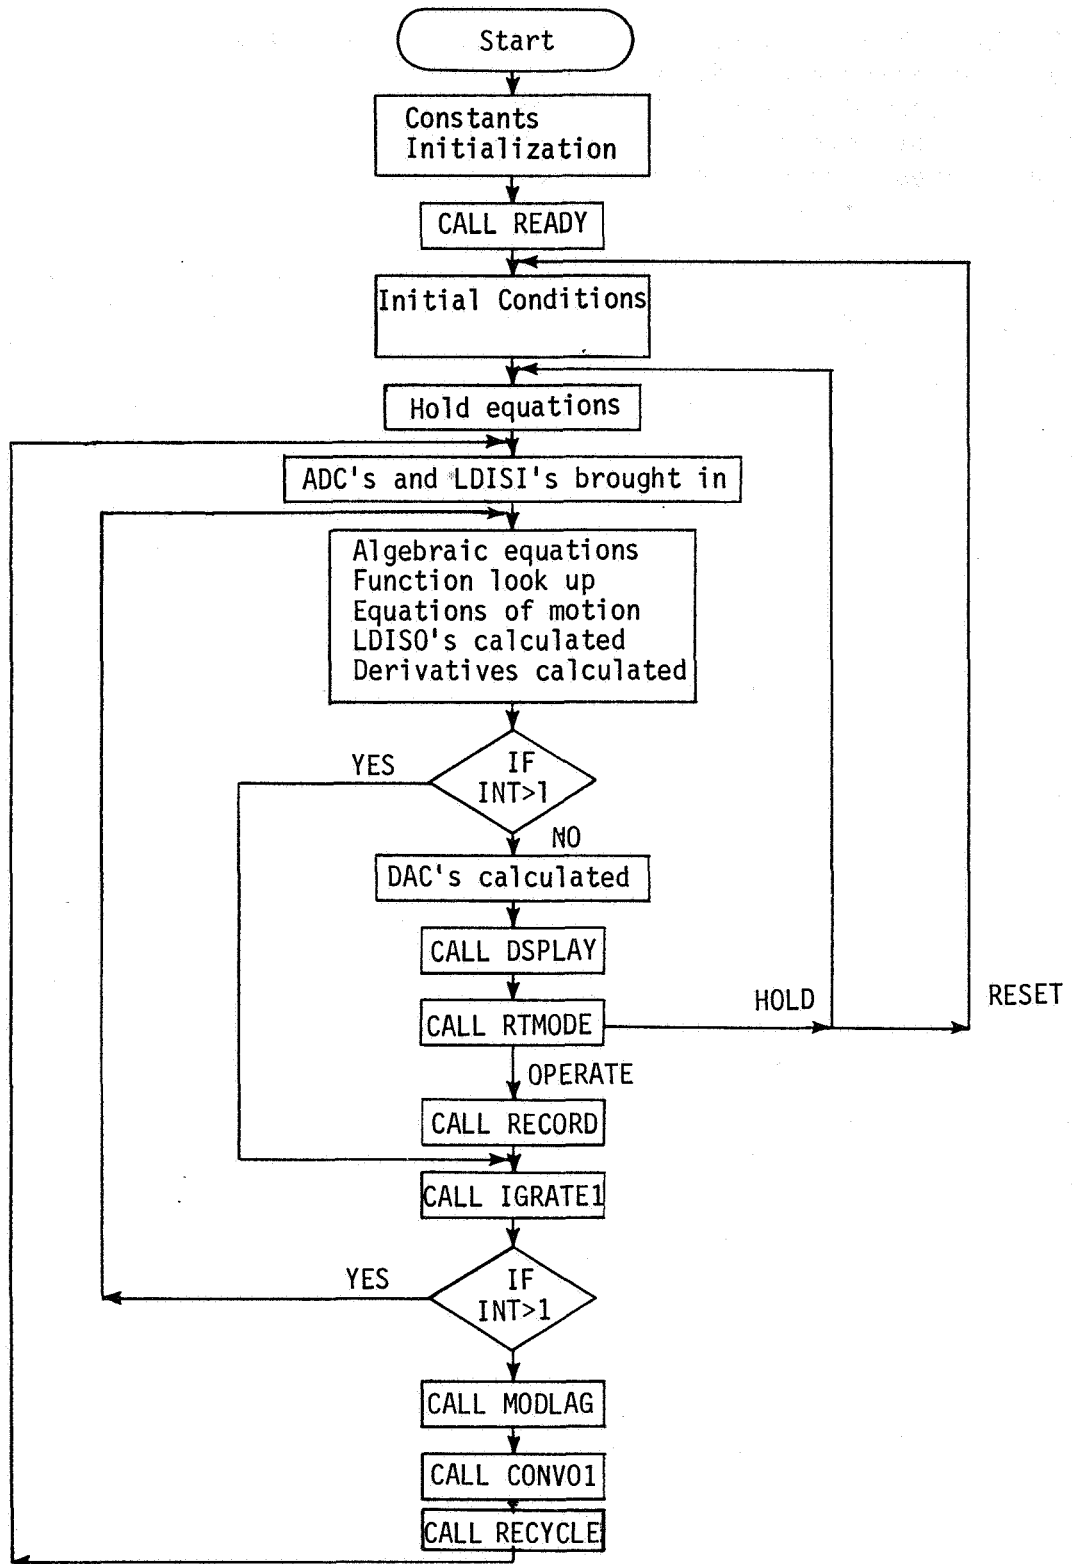 Start
Constants
Initialization
CALL READY
Initial Conditions
Hold equations
ADC's and LDISI's brought in
Algebraic equations
Function look up
Equations of motion
LDISO's calculated
Derivatives calculated
YES
IF
INT>1
NO
DAC's calculated
CALL DSPLAY
HOLD
RESET
CALL RTMODE
OPERATE
CALL RECORD
CALL IGRATE1
YES
IF
INT>1
CALL MODLAG
CALL CONVO1
CALL RECYCLE